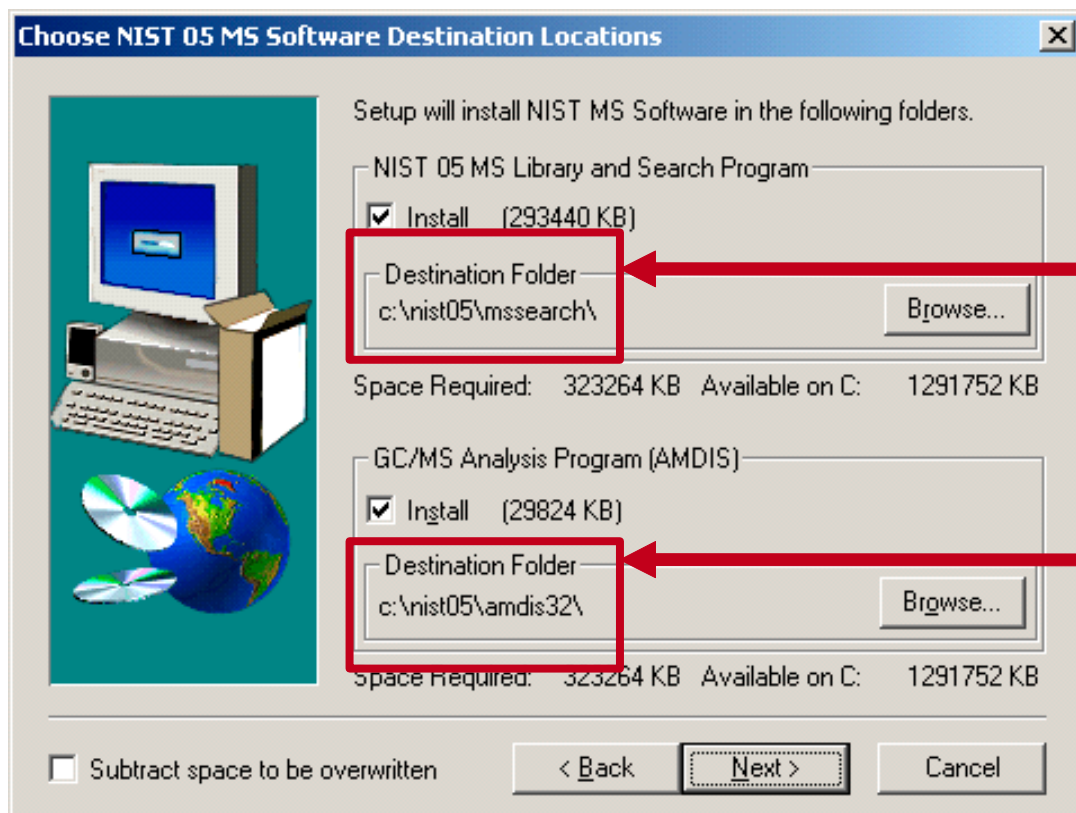 Choose NIST 05 MS Software Destination Locations
Setup will install NIST MS Software in the following folders.
NIST 05 MS Library and Search Program
Install (293440 KB)
Destination Folder
c:\nist05\mssearch\
Browse...
Space Required: 323264 KB Available on C: 1291752 KB
GC/MS Analysis Program (AMDIS)
Install (29824 KB)
Destination Folder
c:\nist05\amdis32\
Browse...
Space Required: 323264 KB Available on C: 1291752 KB
Subtract space to be overwritten
< Back
Next >
Cancel